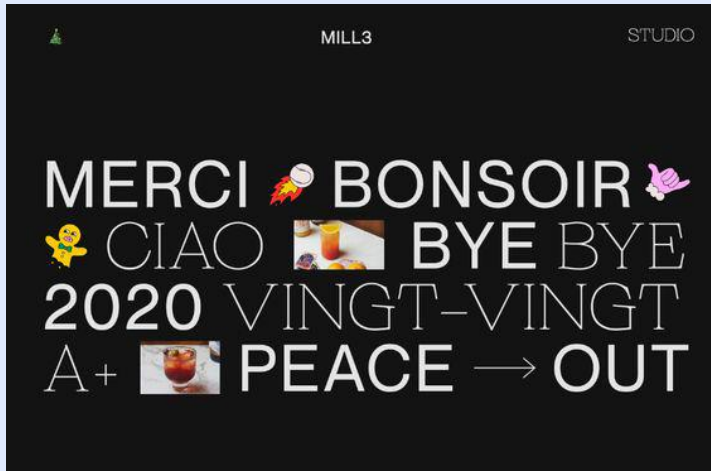 MILL3 STUDIO
MERCI BONSOIR
CIAO BYE BYE
2020 VINGT–VINGT
A+ PEACE → OUT